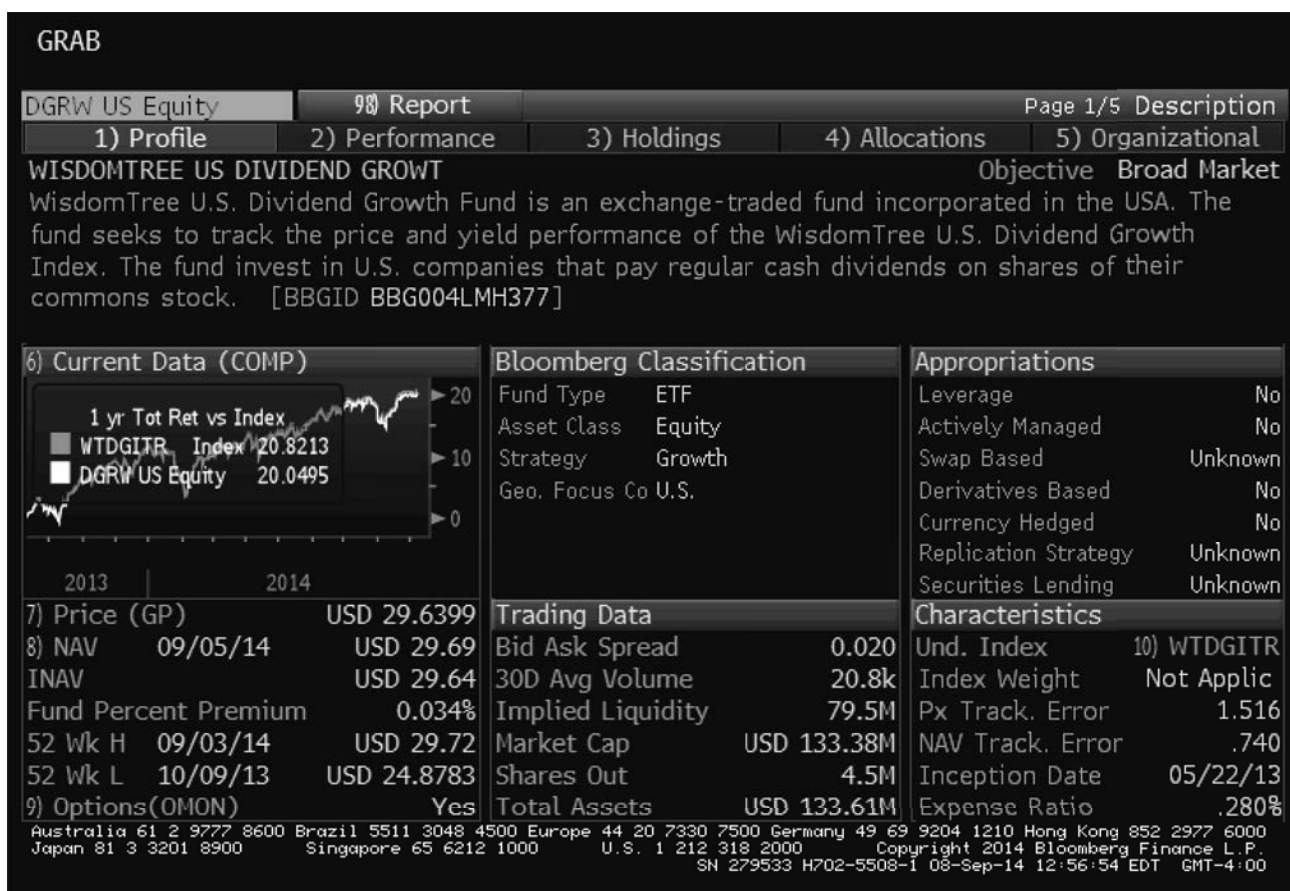 GRAB
DGRW US Equity 98) Report Page 1/5 Description
1) Profile 2) Performance 3) Holdings 4) Allocations 5) Organizational
WISDOMTREE US DIVIDEND GROWT Objective Broad Market
WisdomTree U.S. Dividend Growth Fund is an exchange-traded fund incorporated in the USA. The
fund seeks to track the price and yield performance of the WisdomTree U.S. Dividend Growth
Index. The fund invest in U.S. companies that pay regular cash dividends on shares of their
commons stock. [BBGID BBG004LMH377]
6) Current Data (COMP)
1 yr Tot Ret vs Index
WTDGITR Index 20.8213
DGRW US Equity 20.0495
20
10
0
2013 2014
7) Price (GP) USD 29.6399
8) NAV 09/05/14 USD 29.69
INAV USD 29.64
Fund Percent Premium 0.034%
52 Wk H 09/03/14 USD 29.72
52 Wk L 10/09/13 USD 24.8783
9) Options(OMON) Yes
Bloomberg Classification
Fund Type ETF
Asset Class Equity
Strategy Growth
Geo. Focus Co U.S.
Trading Data
Bid Ask Spread 0.020
30D Avg Volume 20.8k
Implied Liquidity 79.5M
Market Cap USD 133.38M
Shares Out 4.5M
Total Assets USD 133.61M
Appropriations
Leverage No
Actively Managed No
Swap Based Unknown
Derivatives Based No
Currency Hedged No
Replication Strategy Unknown
Securities Lending Unknown
Characteristics
Und. Index 10) WTDGITR
Index Weight Not Applic
Px Track. Error 1.516
NAV Track. Error .740
Inception Date 05/22/13
Expense Ratio .280%
Australia 61 2 9777 8600 Brazil 5511 3048 4500 Europe 44 20 7330 7500 Germany 49 69 9204 1210 Hong Kong 852 2977 6000
Japan 81 3 3201 8900 Singapore 65 6212 1000 U.S. 1 212 318 2000 Copyright 2014 Bloomberg Finance L.P.
SN 279533 H702-5508-1 08-Sep-14 12:56:54 EDT GMT-4:00